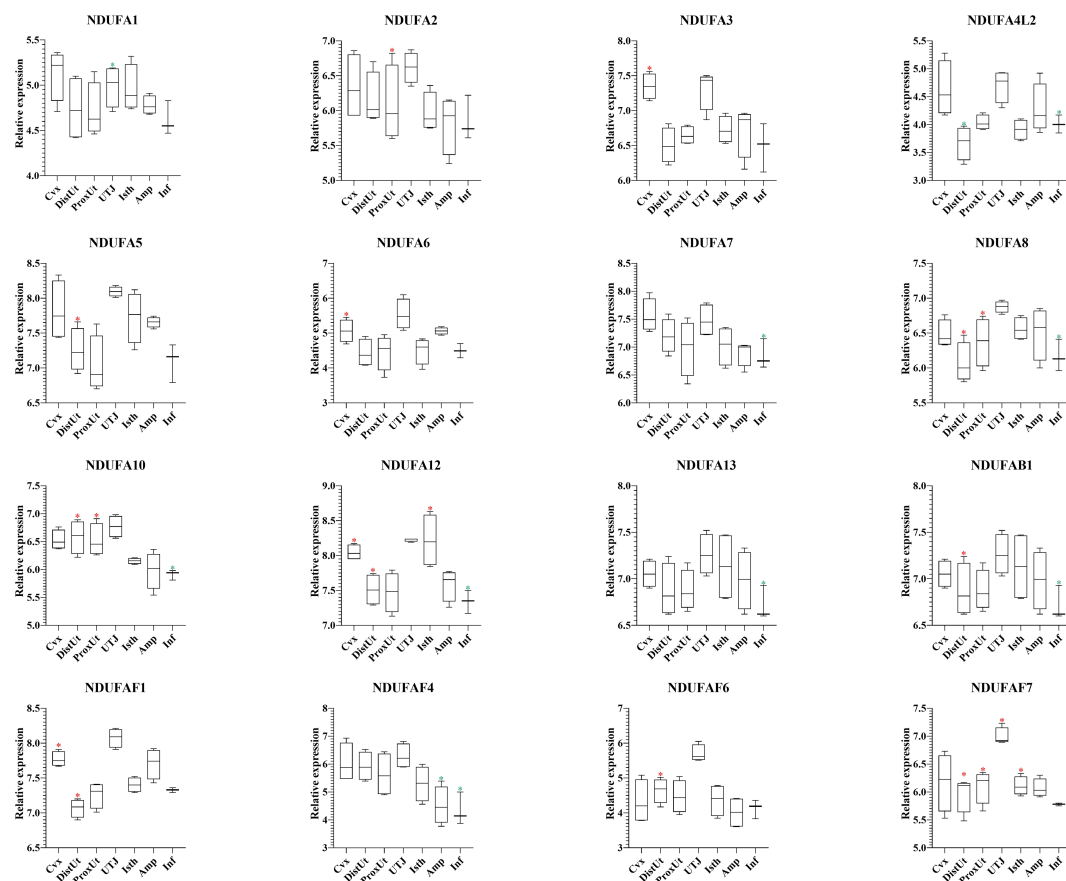 NDUFA1
NDUFA2
NDUFA3
NDUFA4L2
Relative expression
5.5
5.0
4.5
4.0
Cvx DistUt ProxUt UTJ Isth Amp Inf
Relative expression
7.0
6.5
6.0
5.5
5.0
Cvx DistUt ProxUt UTJ Isth Amp Inf
Relative expression
8.0
7.5
7.0
6.5
6.0
Cvx DistUt ProxUt UTJ Isth Amp Inf
Relative expression
5.5
5.0
4.5
4.0
3.5
3.0
Cvx DistUt ProxUt UTJ Isth Amp Inf
NDUFA5
NDUFA6
NDUFA7
NDUFA8
Relative expression
8.5
8.0
7.5
7.0
6.5
Cvx DistUt ProxUt UTJ Isth Amp Inf
Relative expression
7
6
5
4
3
Cvx DistUt ProxUt UTJ Isth Amp Inf
Relative expression
8.5
8.0
7.5
7.0
6.5
6.0
Cvx DistUt ProxUt UTJ Isth Amp Inf
Relative expression
7.5
7.0
6.5
6.0
5.5
Cvx DistUt ProxUt UTJ Isth Amp Inf
NDUFA10
NDUFA12
NDUFA13
NDUFAB1
Relative expression
7.5
7.0
6.5
6.0
5.5
5.0
Cvx DistUt ProxUt UTJ Isth Amp Inf
Relative expression
9.0
8.5
8.0
7.5
7.0
Cvx DistUt ProxUt UTJ Isth Amp Inf
Relative expression
8.0
7.5
7.0
6.5
Cvx DistUt ProxUt UTJ Isth Amp Inf
Relative expression
8.0
7.5
7.0
6.5
Cvx DistUt ProxUt UTJ Isth Amp Inf
NDUFAF1
NDUFAF4
NDUFAF6
NDUFAF7
Relative expression
8.5
8.0
7.5
7.0
6.5
Cvx DistUt ProxUt UTJ Isth Amp Inf
Relative expression
8
7
6
5
4
3
Cvx DistUt ProxUt UTJ Isth Amp Inf
Relative expression
7
6
5
4
3
Cvx DistUt ProxUt UTJ Isth Amp Inf
Relative expression
7.5
7.0
6.5
6.0
5.5
5.0
Cvx DistUt ProxUt UTJ Isth Amp Inf